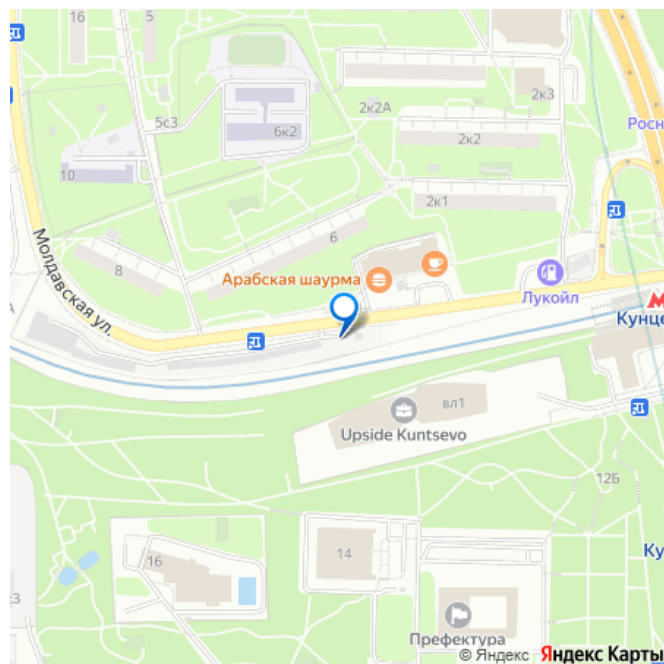 16
5
2к3
2к2А
5с3
6к2
2к2
Росн
10
2к1
6
8
Молдавская ул.
Арабская шаурма
Лукойл
М
Кунце
А
вл1
Upside Kuntsevo
12Б
14
16
Ку
с3
Префектура
© Яндекс Яндекс Карты